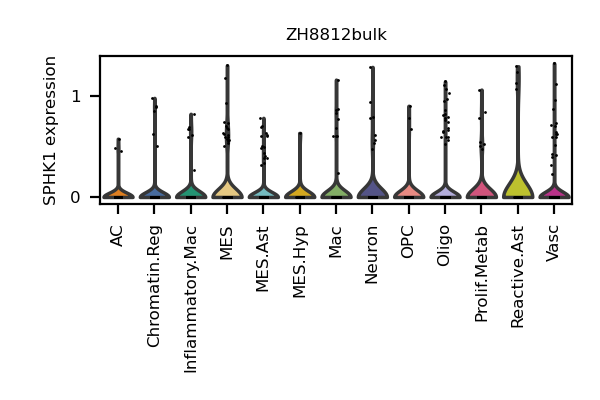 ZH8812bulk
SPHK1 expression
1
0
AC
Chromatin.Reg
Inflammatory.Mac
MES
MES.Ast
MES.Hyp
Mac
Neuron
OPC
Oligo
Prolif.Metab
Reactive.Ast
Vasc